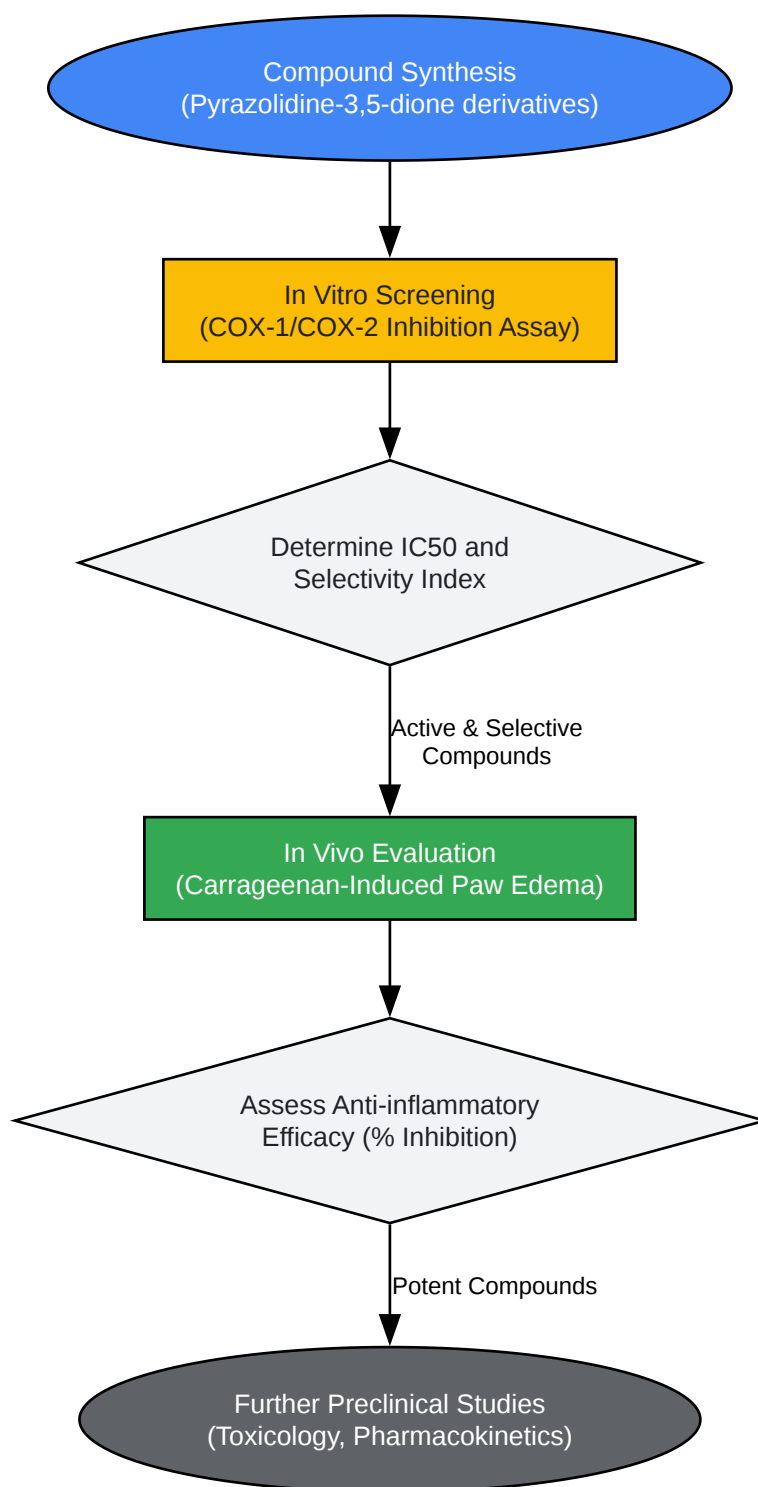 Compound Synthesis
(Pyrazolidine-3,5-dione derivatives)
In Vitro Screening
(COX-1/COX-2 Inhibition Assay)
Determine IC50 and
Selectivity Index
Active & Selective
Compounds
In Vivo Evaluation
(Carrageenan-Induced Paw Edema)
Assess Anti-inflammatory
Efficacy (% Inhibition)
Potent Compounds
Further Preclinical Studies
(Toxicology, Pharmacokinetics)